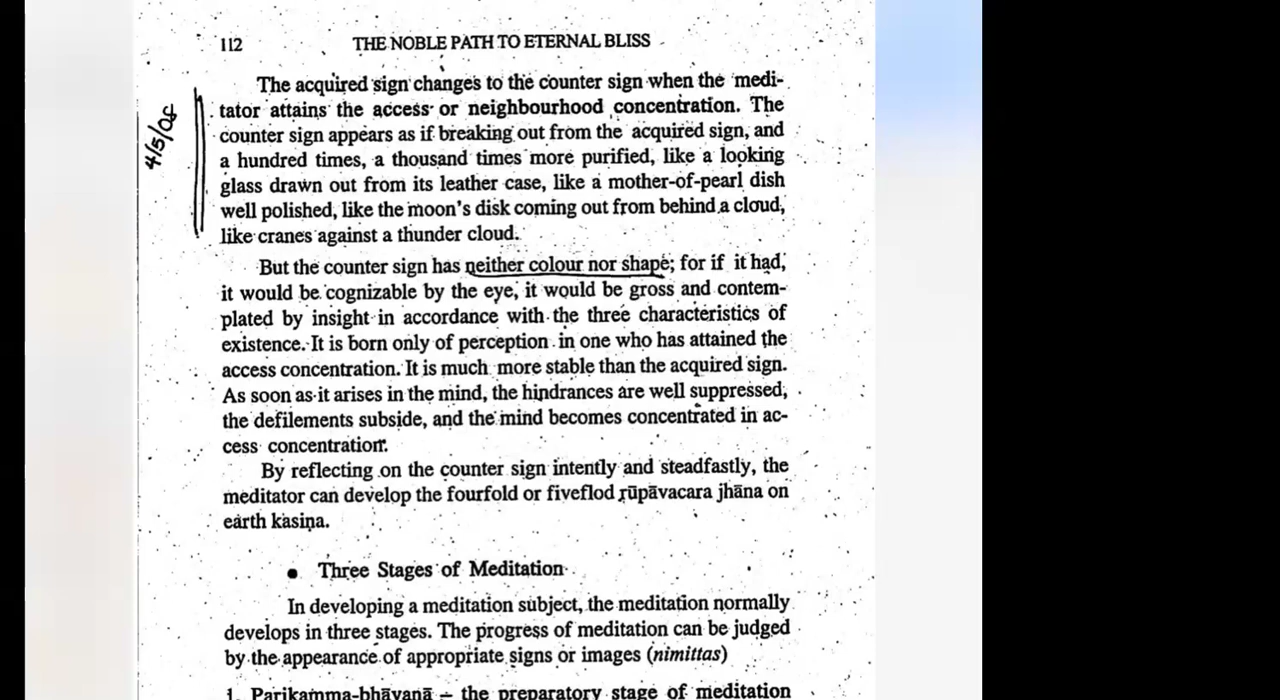 112 THE NOBLE PATH TO ETERNAL BLISS
The acquired sign changes to the counter sign when the medi-
tator attains the access or neighbourhood concentration. The
counter sign appears as if breaking out from the acquired sign, and
a hundred times, a thousand times more purified, like a looking
glass drawn out from its leather case, like a mother-of-pearl dish
well polished, like the moon's disk coming out from behind a cloud,
like cranes against a thunder cloud.
4/5/08
But the counter sign has neither colour nor shape; for if it had,
it would be cognizable by the eye, it would be gross and contem-
plated by insight in accordance with the three characteristics of
existence. It is born only of perception in one who has attained the
access concentration. It is much more stable than the acquired sign.
As soon as it arises in the mind, the hindrances are well suppressed,
the defilements subside, and the mind becomes concentrated in ac-
cess concentration.
By reflecting on the counter sign intently and steadfastly, the
meditator can develop the fourfold or fiveflod rūpāvacara jhāna on
earth kasiṇa.
• Three Stages of Meditation
In developing a meditation subject, the meditation normally
develops in three stages. The progress of meditation can be judged
by the appearance of appropriate signs or images (nimittas)
1. Parikamma-bhāvanā – the preparatory stage of meditation